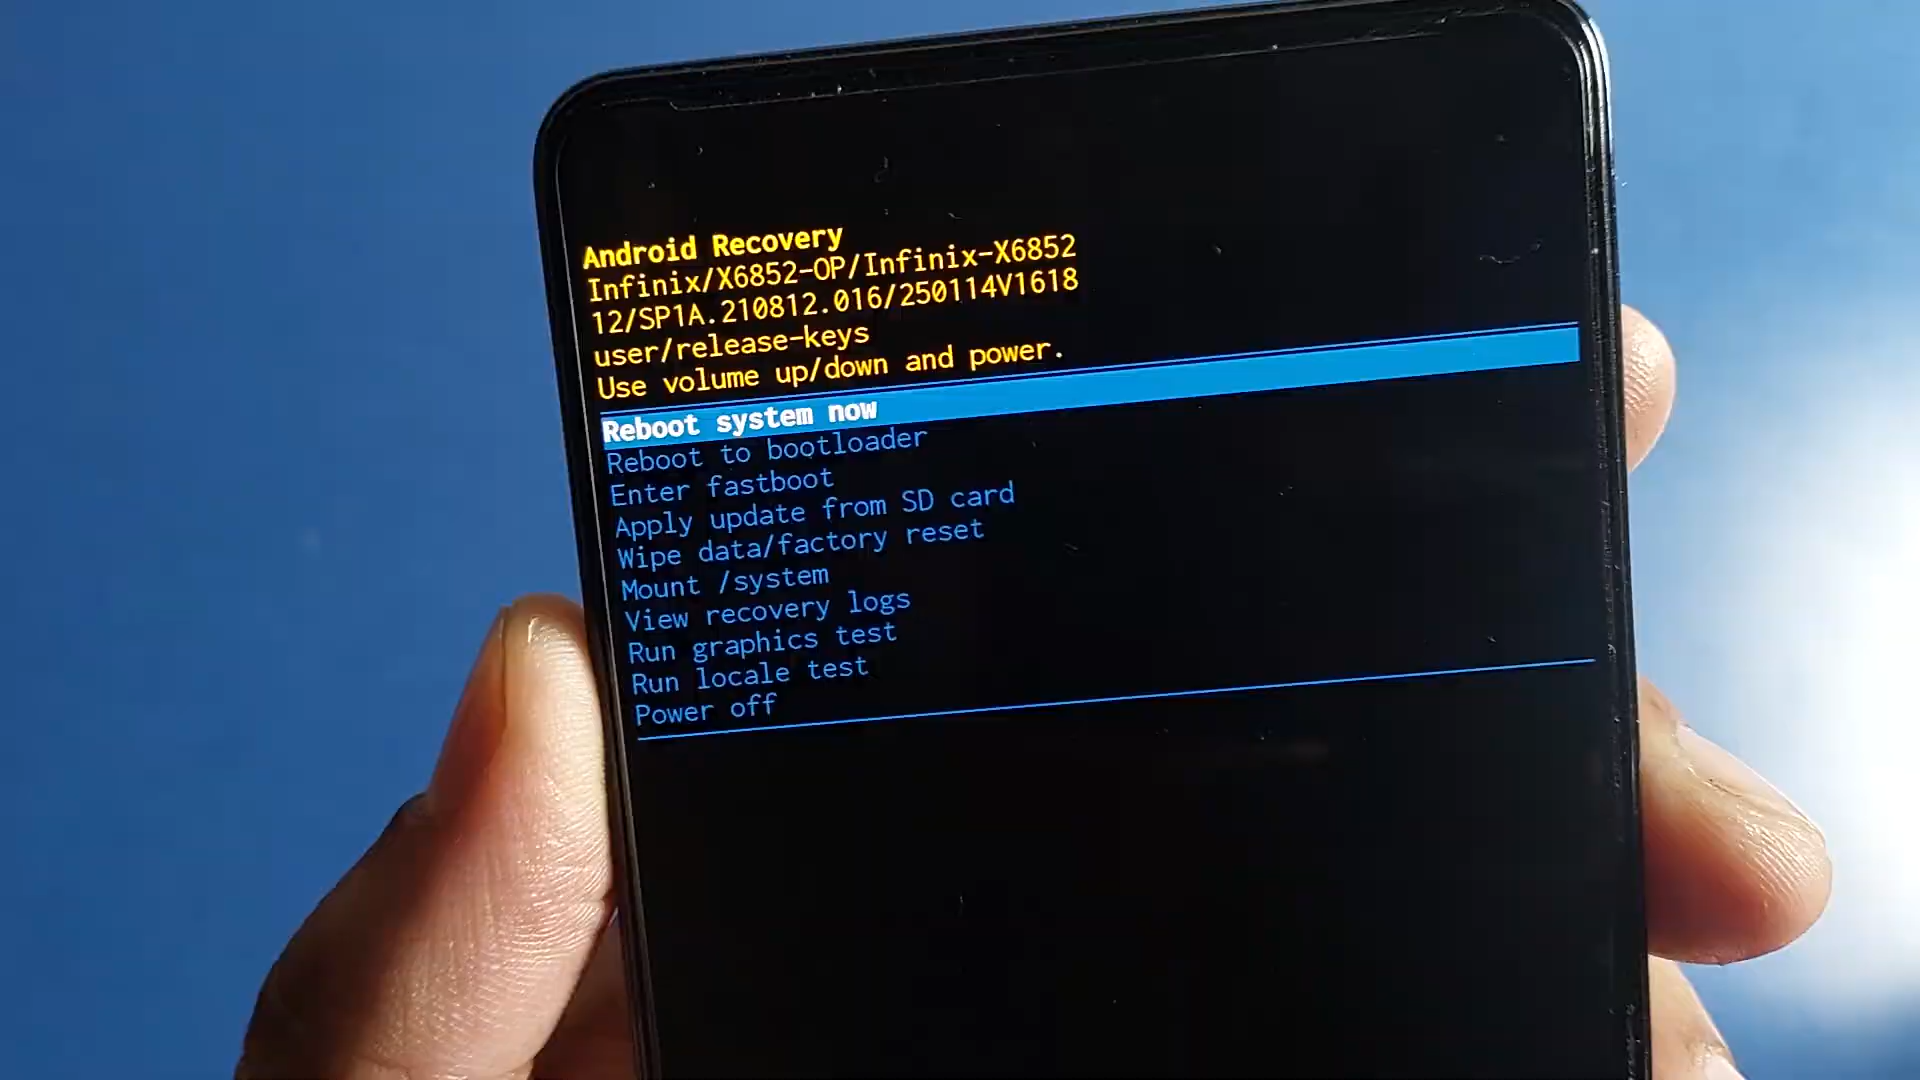 Android Recovery
Infinix/X6852-OP/Infinix-X6852
12/SP1A.210812.016/250114V1618
user/release-keys
Use volume up/down and power.
Reboot system now
Reboot to bootloader
Enter fastboot
Apply update from SD card
Wipe data/factory reset
Mount /system
View recovery logs
Run graphics test
Run locale test
Power off